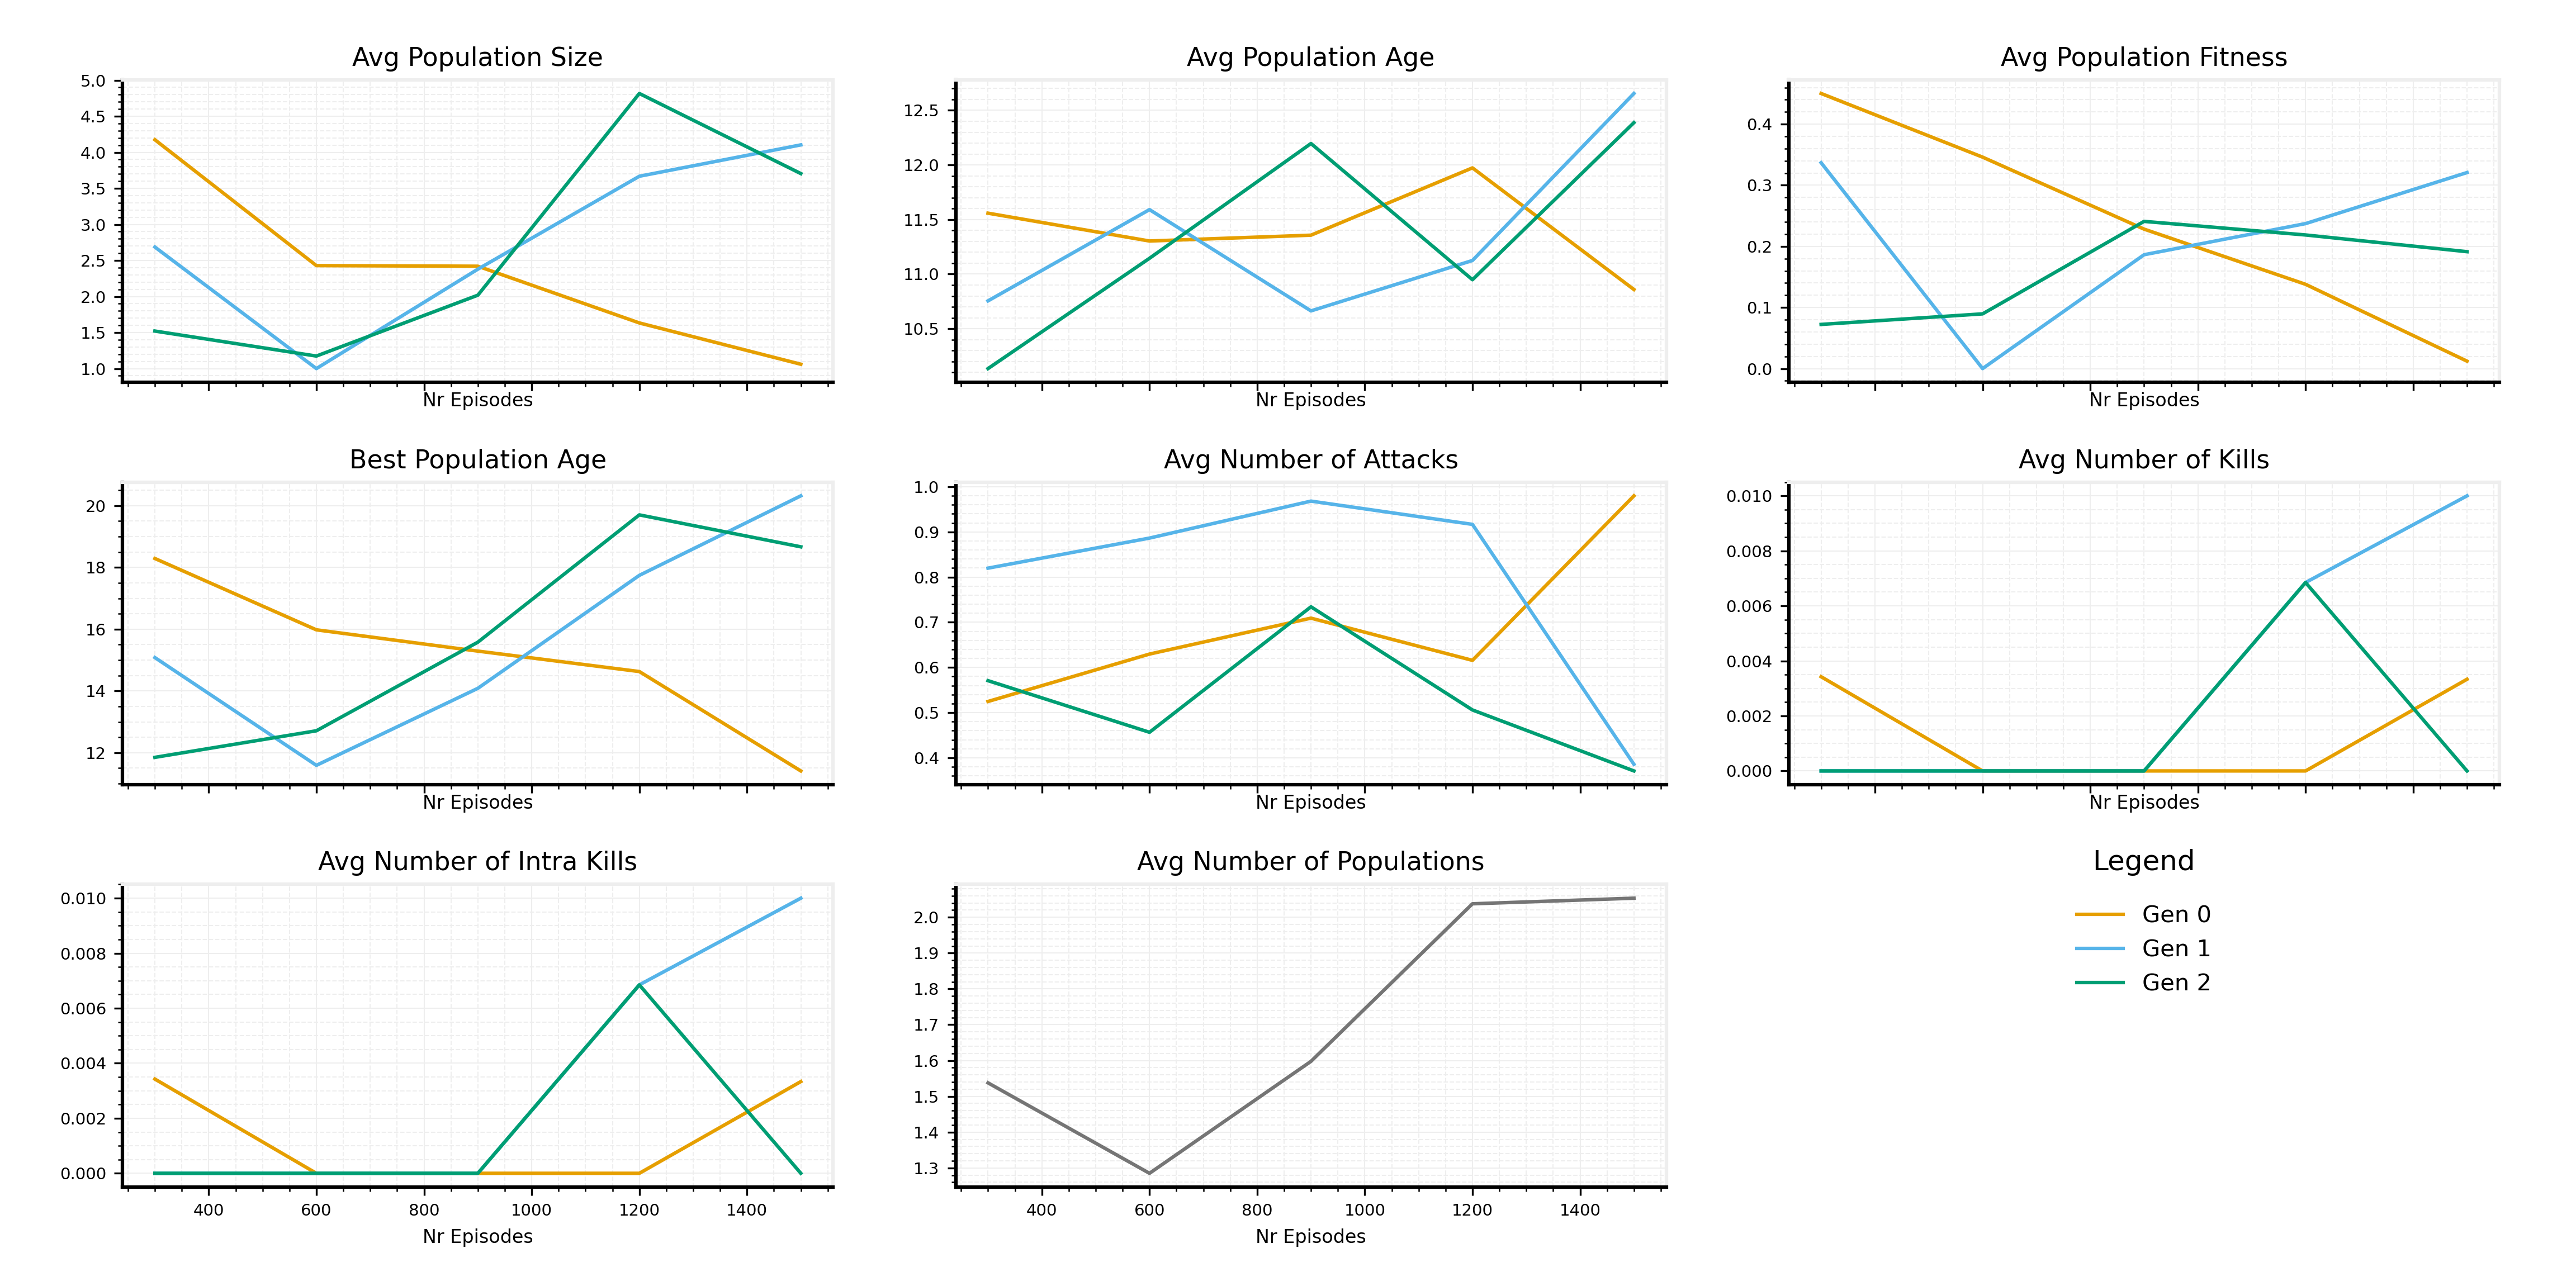 Avg Population Size
5.0
4.5
4.0
3.5
3.0
2.5
2.0
1.5
1.0
Nr Episodes
Avg Population Age
12.5
12.0
11.5
11.0
10.5
Nr Episodes
Avg Population Fitness
0.4
0.3
0.2
0.1
0.0
Nr Episodes
Best Population Age
20
18
16
14
12
Nr Episodes
Avg Number of Attacks
1.0
0.9
0.8
0.7
0.6
0.5
0.4
Nr Episodes
Avg Number of Kills
0.010
0.008
0.006
0.004
0.002
0.000
Nr Episodes
Avg Number of Intra Kills
0.010
0.008
0.006
0.004
0.002
0.000
400 600 800 1000 1200 1400
Nr Episodes
Avg Number of Populations
2.0
1.9
1.8
1.7
1.6
1.5
1.4
1.3
400 600 800 1000 1200 1400
Nr Episodes
Legend
Gen 0
Gen 1
Gen 2